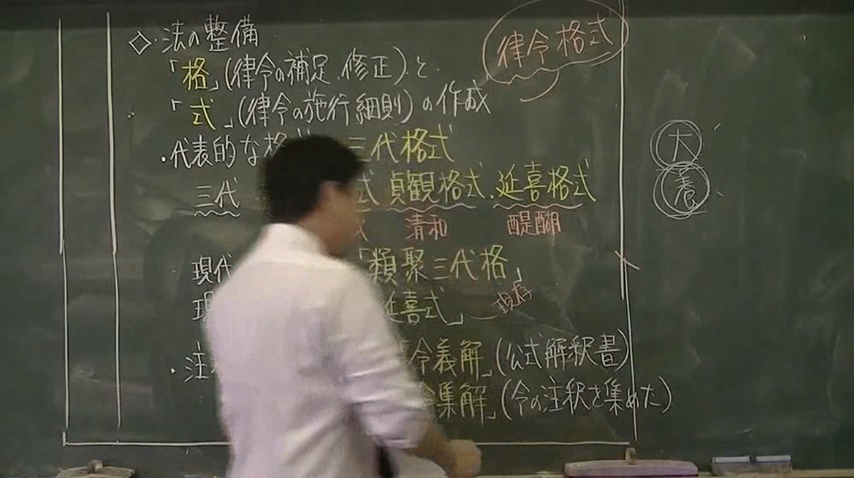 ◇・法の整備
律令格式
「格」(律令の補足、修正)と
「式」(律令の施行細則)の作成
・代表的な格 三代格式
三代 式 貞観格式・延喜格式
清和 醍醐
現代 「類聚三代格」
現 延喜式」 現存
・注 令義解」(公式解釈書)
集解」(令の注釈を集めた)
大
養